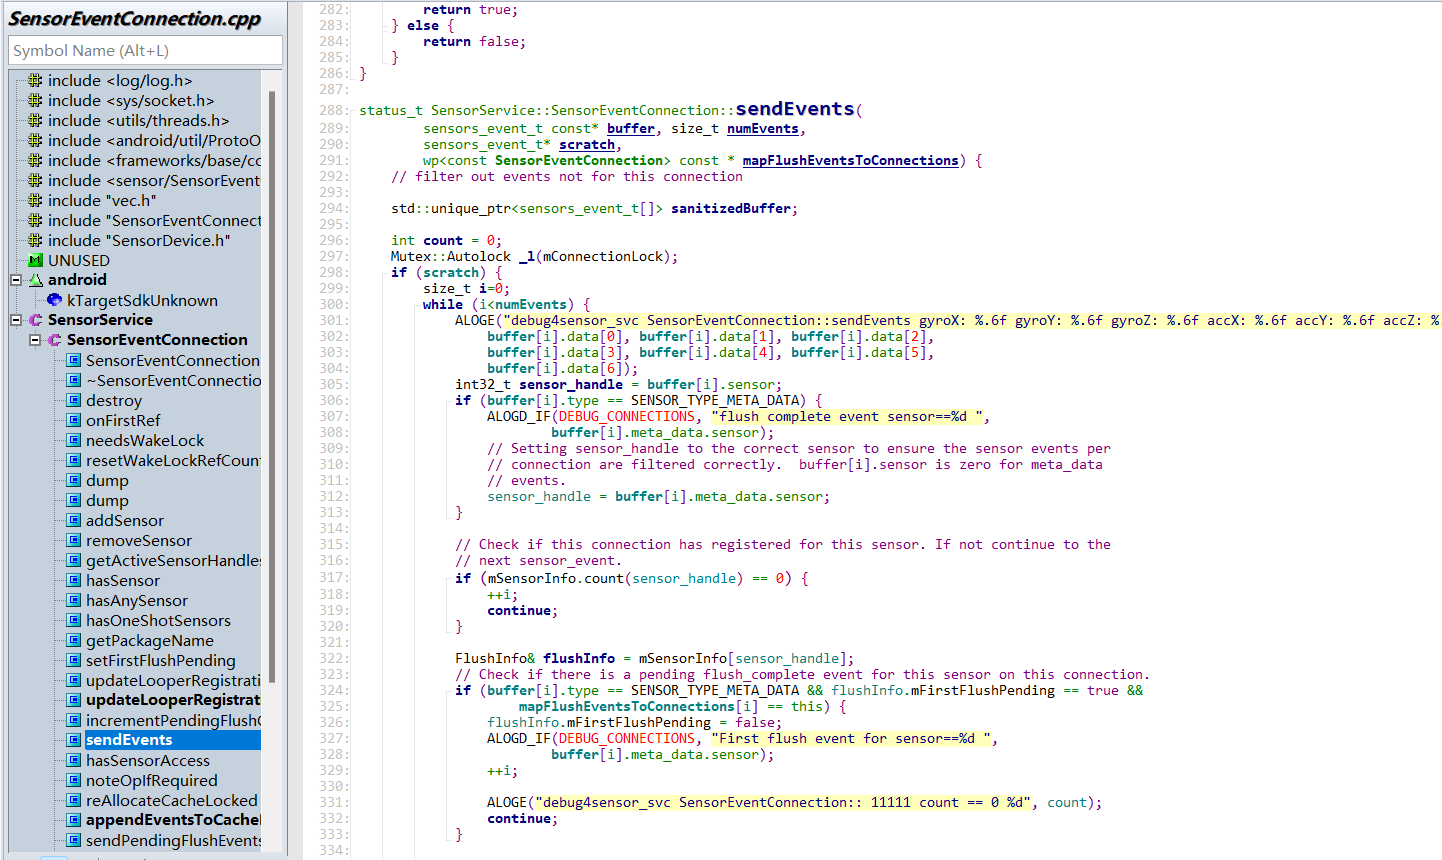 SensorEventConnection.cpp
Symbol Name (Alt+L)
include <log/log.h>
include <sys/socket.h>
include <utils/threads.h>
include <android/util/ProtoO
include <frameworks/base/co
include <sensor/SensorEvent
include "vec.h"
include "SensorEventConnect
include "SensorDevice.h"
UNUSED
android
kTargetSdkUnknown
SensorService
SensorEventConnection
SensorEventConnection
~SensorEventConnectio
destroy
onFirstRef
needsWakeLock
resetWakeLockRefCount
dump
dump
addSensor
removeSensor
getActiveSensorHandles
hasSensor
hasAnySensor
hasOneShotSensors
getPackageName
setFirstFlushPending
updateLooperRegistrati
updateLooperRegistrat
incrementPendingFlushC
sendEvents
hasSensorAccess
noteOpIfRequired
reAllocateCacheLocked
appendEventsToCache
sendPendingFlushEvents
282: return true;
283: } else {
284: return false;
285: }
286: }
287:
288: status_t SensorService::SensorEventConnection::sendEvents(
289: sensors_event_t const* buffer, size_t numEvents,
290: sensors_event_t* scratch,
291: wp<const SensorEventConnection> const * mapFlushEventsToConnections) {
292: // filter out events not for this connection
293:
294: std::unique_ptr<sensors_event_t[]> sanitizedBuffer;
295:
296: int count = 0;
297: Mutex::Autolock _l(mConnectionLock);
298: if (scratch) {
299: size_t i=0;
300: while (i<numEvents) {
301: ALOGE("debug4sensor_svc SensorEventConnection::sendEvents gyroX: %.6f gyroY: %.6f gyroZ: %.6f accX: %.6f accY: %.6f accZ: %
302: buffer[i].data[0], buffer[i].data[1], buffer[i].data[2],
303: buffer[i].data[3], buffer[i].data[4], buffer[i].data[5],
304: buffer[i].data[6]);
305: int32_t sensor_handle = buffer[i].sensor;
306: if (buffer[i].type == SENSOR_TYPE_META_DATA) {
307: ALOGD_IF(DEBUG_CONNECTIONS, "flush complete event sensor==%d ",
308: buffer[i].meta_data.sensor);
309: // Setting sensor_handle to the correct sensor to ensure the sensor events per
310: // connection are filtered correctly.  buffer[i].sensor is zero for meta_data
311: // events.
312: sensor_handle = buffer[i].meta_data.sensor;
313: }
314:
315: // Check if this connection has registered for this sensor. If not continue to the
316: // next sensor_event.
317: if (mSensorInfo.count(sensor_handle) == 0) {
318: ++i;
319: continue;
320: }
321:
322: FlushInfo& flushInfo = mSensorInfo[sensor_handle];
323: // Check if there is a pending flush_complete event for this sensor on this connection.
324: if (buffer[i].type == SENSOR_TYPE_META_DATA && flushInfo.mFirstFlushPending == true &&
325: mapFlushEventsToConnections[i] == this) {
326: flushInfo.mFirstFlushPending = false;
327: ALOGD_IF(DEBUG_CONNECTIONS, "First flush event for sensor==%d ",
328: buffer[i].meta_data.sensor);
329: ++i;
330:
331: ALOGE("debug4sensor_svc SensorEventConnection:: 11111 count == 0 %d", count);
332: continue;
333: }
334: